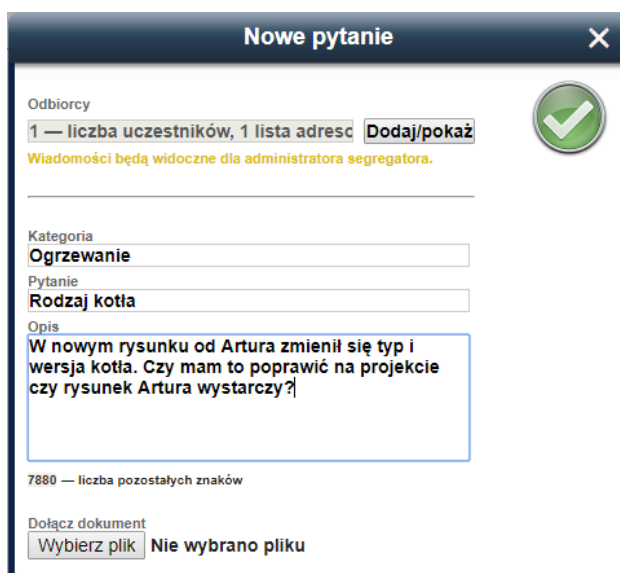 Nowe pytanie
Odbiorcy
1 — liczba uczestników, 1 lista adresc Dodaj/pokaż
Wiadomości będą widoczne dla administratora segregatora.
Kategoria
Ogrzewanie
Pytanie
Rodzaj kotła
Opis
W nowym rysunku od Artura zmienił się typ i
wersja kotła. Czy mam to poprawić na projekcie
czy rysunek Artura wystarczy?
7880 — liczba pozostałych znaków
Dołącz dokument
Wybierz plik Nie wybrano pliku